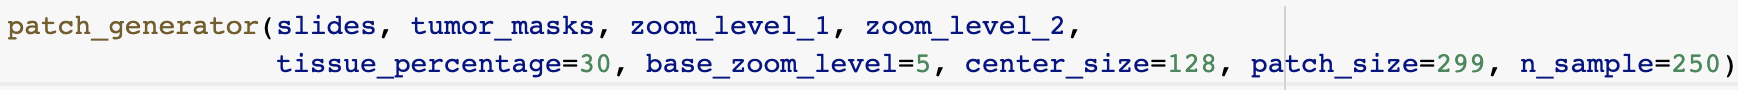 patch_generator(slides, tumor_masks, zoom_level_1, zoom_level_2,
tissue_percentage=30, base_zoom_level=5, center_size=128, patch_size=299, n_sample=250)